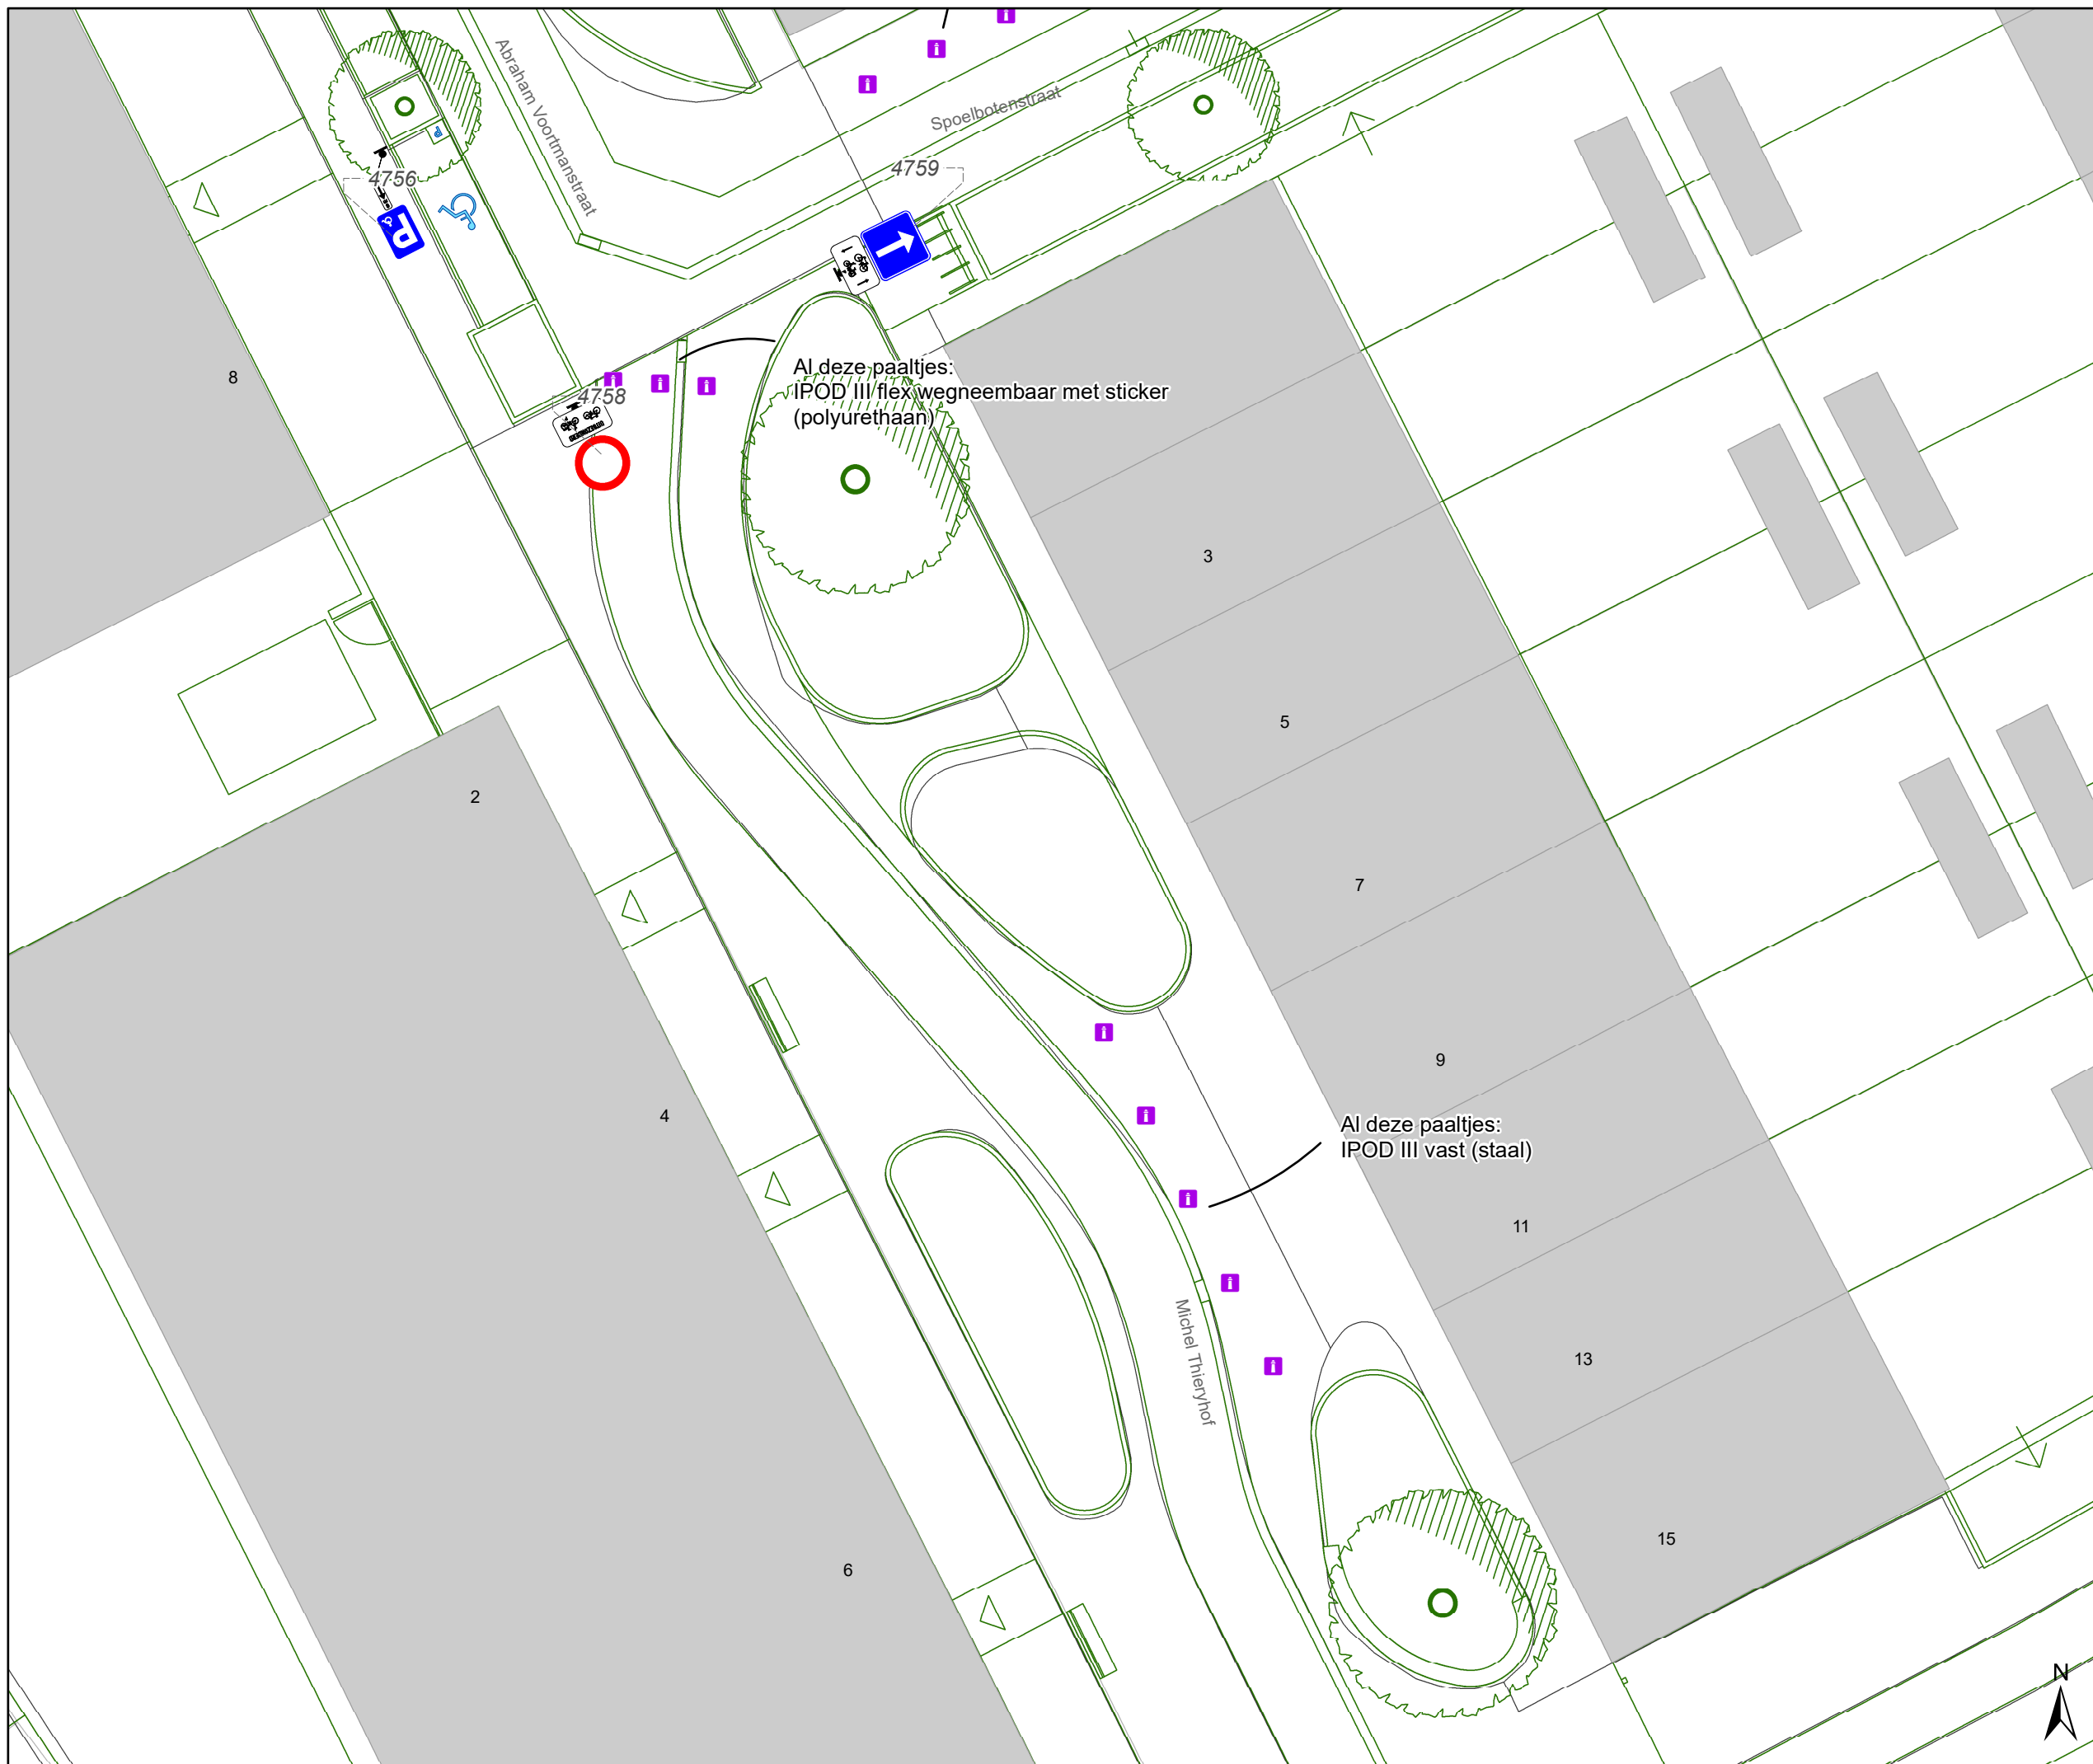 Abraham Voortmanstraat
Spoelbotenstraat
4759
4756
P
P
8
Al deze paaltjes:
IPOD III flex wegneembaar met sticker
(polyurethaan)
4758
3
5
2
7
9
4
Al deze paaltjes:
IPOD III vast (staal)
11
Michel Thieryhof
13
15
6
N